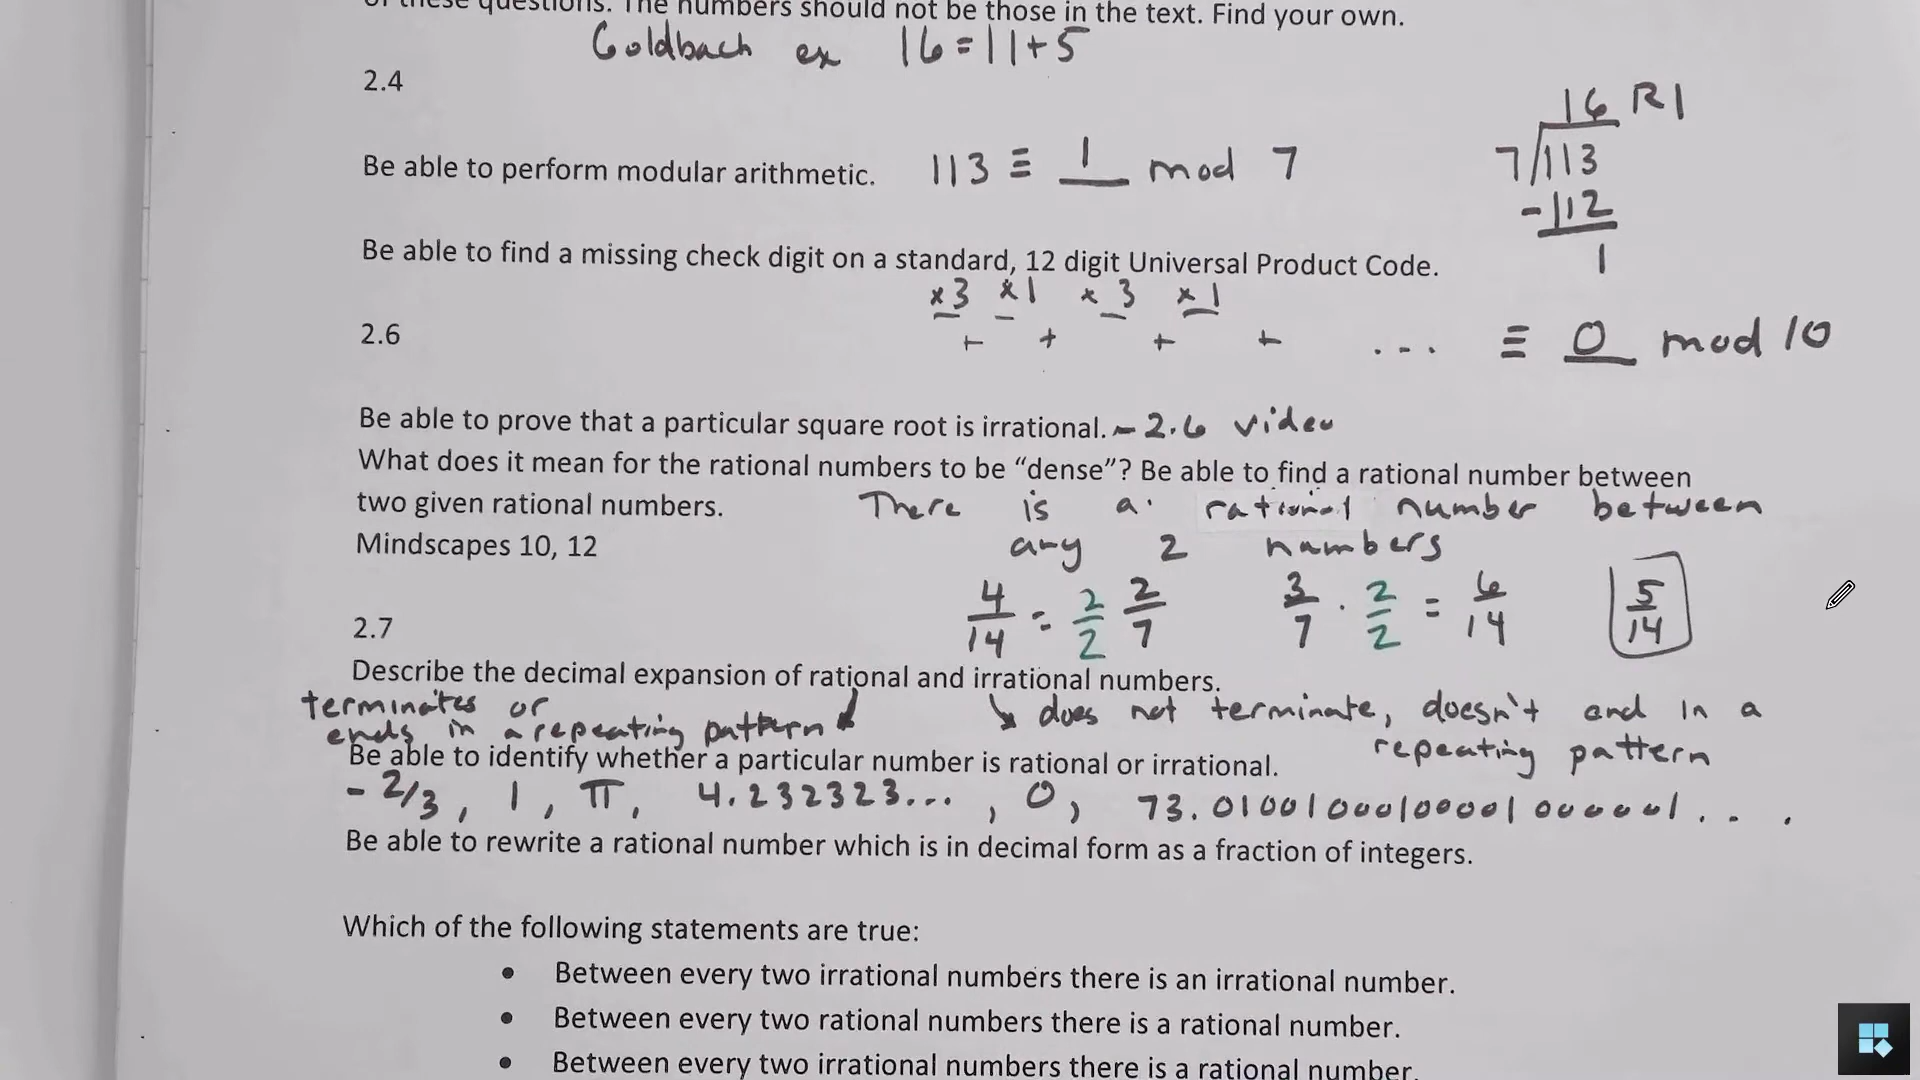 of these questions. The numbers should not be those in the text. Find your own.
Goldbach ex 16 = 11 + 5
2.4
16 R1
Be able to perform modular arithmetic. 113 ≡ 1 mod 7
7 113
- 112
1
Be able to find a missing check digit on a standard, 12 digit Universal Product Code.
×3 ×1 ×3 ×1
2.6
+ + + + ... ≡ 0 mod 10
Be able to prove that a particular square root is irrational. - 2.6 video
What does it mean for the rational numbers to be “dense”? Be able to find a rational number between
two given rational numbers. There is a rational number between
Mindscapes 10, 12 any 2 numbers
4/14 = 2/2 2/7 3/7 · 2/2 = 6/14 5/14
2.7
Describe the decimal expansion of rational and irrational numbers.
terminates or
ends in a repeating pattern
does not terminate, doesn't end in a
repeating pattern
Be able to identify whether a particular number is rational or irrational.
- 2/3, 1, π, 4.232323..., 0, 73.01001000100001000001...
Be able to rewrite a rational number which is in decimal form as a fraction of integers.
Which of the following statements are true:
• Between every two irrational numbers there is an irrational number.
• Between every two rational numbers there is a rational number.
• Between every two irrational numbers there is a rational number.